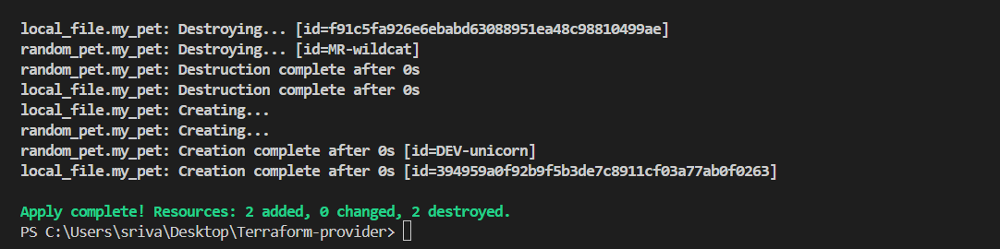 local_file.my_pet: Destroying... [id=f91c5fa926e6ebabd63088951ea48c98810499ae]
random_pet.my_pet: Destroying... [id=MR-wildcat]
random_pet.my_pet: Destruction complete after 0s
local_file.my_pet: Destruction complete after 0s
local_file.my_pet: Creating...
random_pet.my_pet: Creating...
random_pet.my_pet: Creation complete after 0s [id=DEV-unicorn]
local_file.my_pet: Creation complete after 0s [id=394959a0f92b9f5b3de7c8911cf03a77ab0f0263]
Apply complete! Resources: 2 added, 0 changed, 2 destroyed.
PS C:\Users\sriva\Desktop\Terraform-provider>